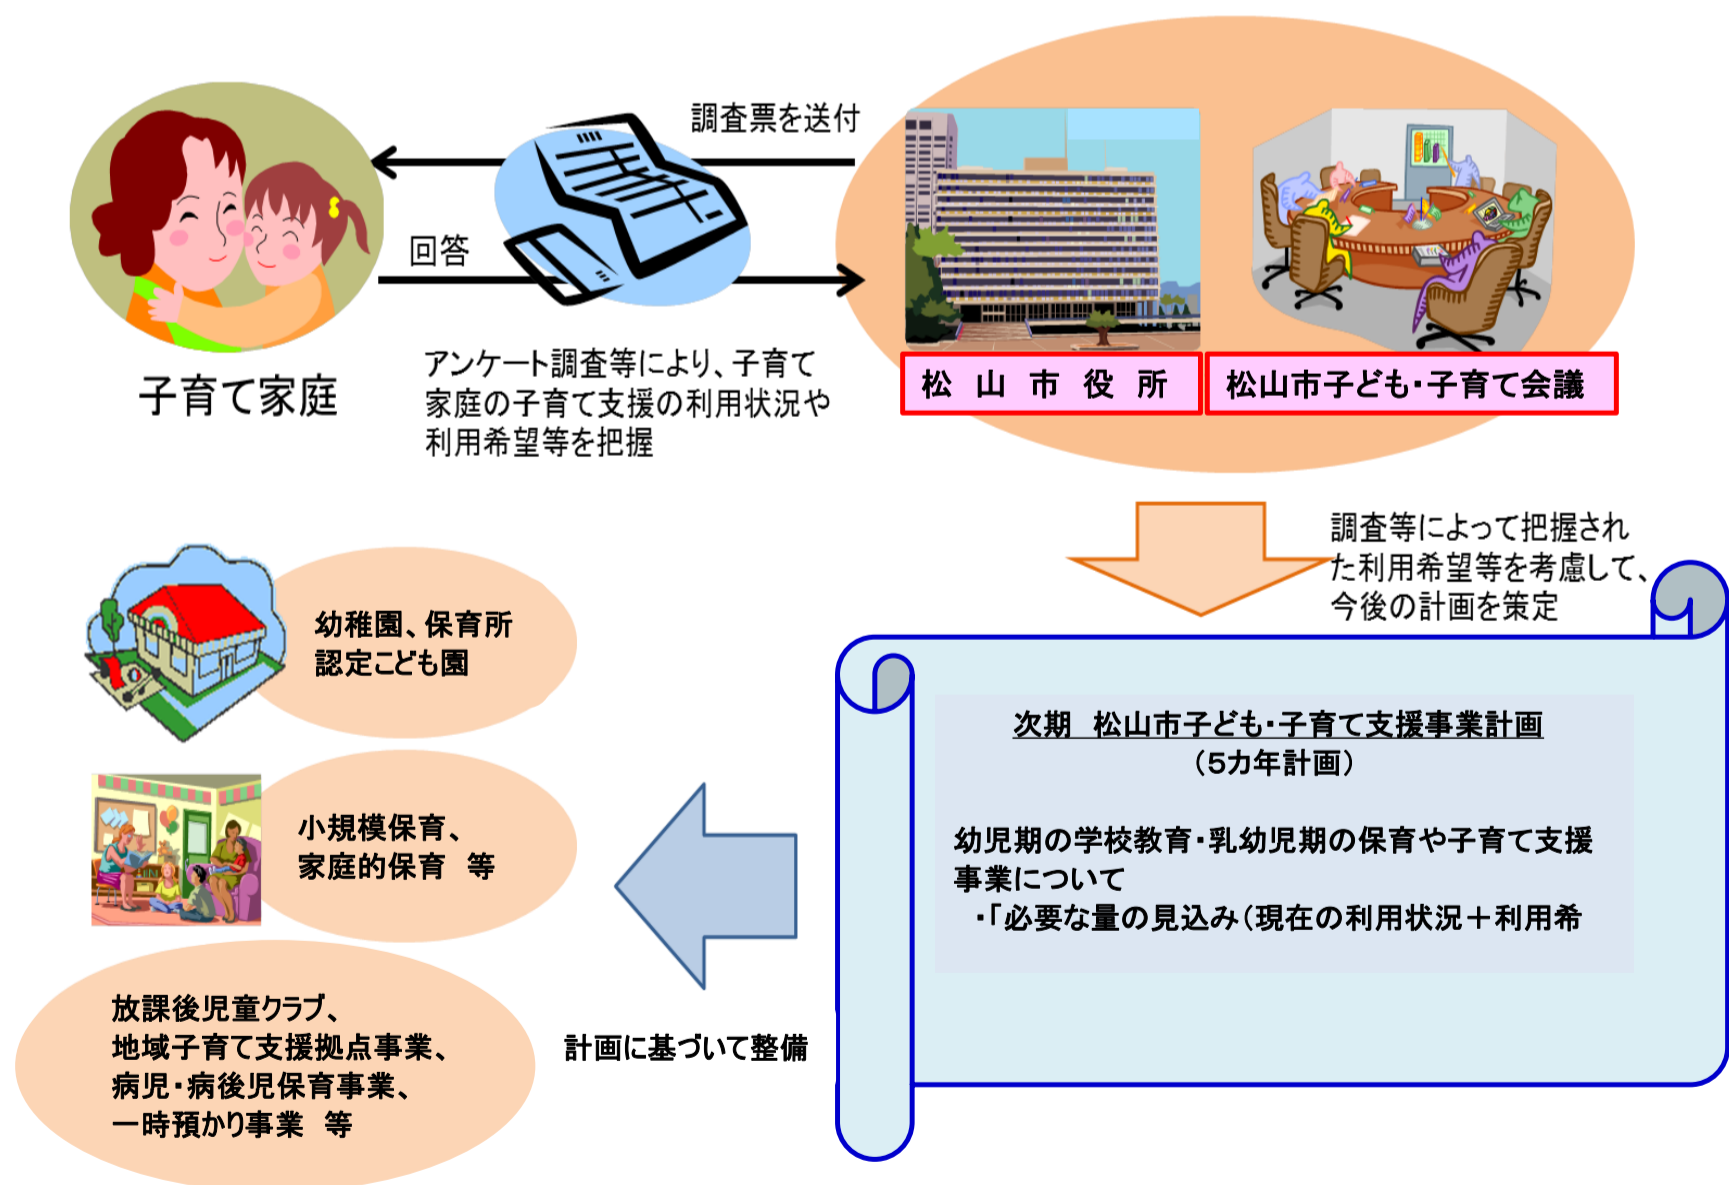 調査票を送付
回答
子育て家庭
アンケート調査等により、子育て
家庭の子育て支援の利用状況や
利用希望等を把握
松　山　市　役　所
松山市子ども・子育て会議
調査等によって把握され
た利用希望等を考慮して、
今後の計画を策定
次期　松山市子ども・子育て支援事業計画
（５カ年計画）
幼児期の学校教育・乳幼児期の保育や子育て支援
事業について
・「必要な量の見込み（現在の利用状況＋利用希
計画に基づいて整備
幼稚園、保育所
認定こども園
小規模保育、
家庭的保育　等
放課後児童クラブ、
地域子育て支援拠点事業、
病児・病後児保育事業、
一時預かり事業　等